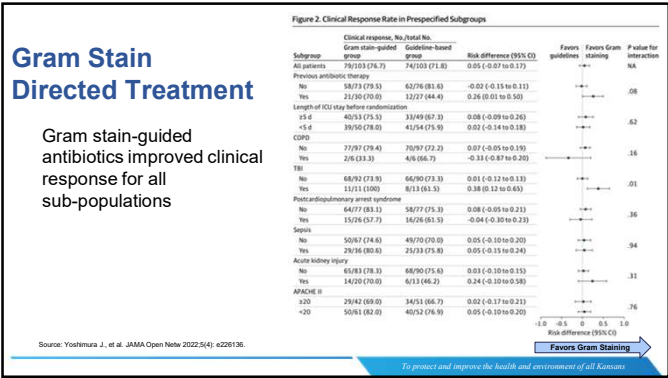 Gram Stain
Directed Treatment
Gram stain-guided
antibiotics improved clinical
response for all
sub-populations
Source: Yoshimura J., et al. JAMA Open Netw 2022;5(4): e226136.
Figure 2. Clinical Response Rate in Prespecified Subgroups
Clinical response, No./total No.
Subgroup Gram stain-guided group Guideline-based group Risk difference (95% CI) Favors guidelines Favors Gram staining P value for interaction
All patients 79/103 (76.7) 74/103 (71.8) 0.05 (-0.07 to 0.17) NA
Previous antibiotic therapy
No 58/73 (79.5) 62/76 (81.6) -0.02 (-0.15 to 0.11)
.08
Yes 21/30 (70.0) 12/27 (44.4) 0.26 (0.01 to 0.50)
Length of ICU stay before randomization
≥5 d 40/53 (75.5) 33/49 (67.3) 0.08 (-0.09 to 0.26)
.62
<5 d 39/50 (78.0) 41/54 (75.9) 0.02 (-0.14 to 0.18)
COPD
No 77/97 (79.4) 70/97 (72.2) 0.07 (-0.05 to 0.19)
.16
Yes 2/6 (33.3) 4/6 (66.7) -0.33 (-0.87 to 0.20)
TBI
No 68/92 (73.9) 66/90 (73.3) 0.01 (-0.12 to 0.13)
.01
Yes 11/11 (100) 8/13 (61.5) 0.38 (0.12 to 0.65)
Postcardiopulmonary arrest syndrome
No 64/77 (83.1) 58/77 (75.3) 0.08 (-0.05 to 0.21)
.36
Yes 15/26 (57.7) 16/26 (61.5) -0.04 (-0.30 to 0.23)
Sepsis
No 50/67 (74.6) 49/70 (70.0) 0.05 (-0.10 to 0.20)
.94
Yes 29/36 (80.6) 25/33 (75.8) 0.05 (-0.15 to 0.24)
Acute kidney injury
No 65/83 (78.3) 68/90 (75.6) 0.03 (-0.10 to 0.15)
.31
Yes 14/20 (70.0) 6/13 (46.2) 0.24 (-0.10 to 0.58)
APACHE II
≥20 29/42 (69.0) 34/51 (66.7) 0.02 (-0.17 to 0.21)
.76
<20 50/61 (82.0) 40/52 (76.9) 0.05 (-0.10 to 0.20)
-1.0 -0.5 0 0.5 1.0
Risk difference (95% CI)
Favors Gram Staining
To protect and improve the health and environment of all Kansans